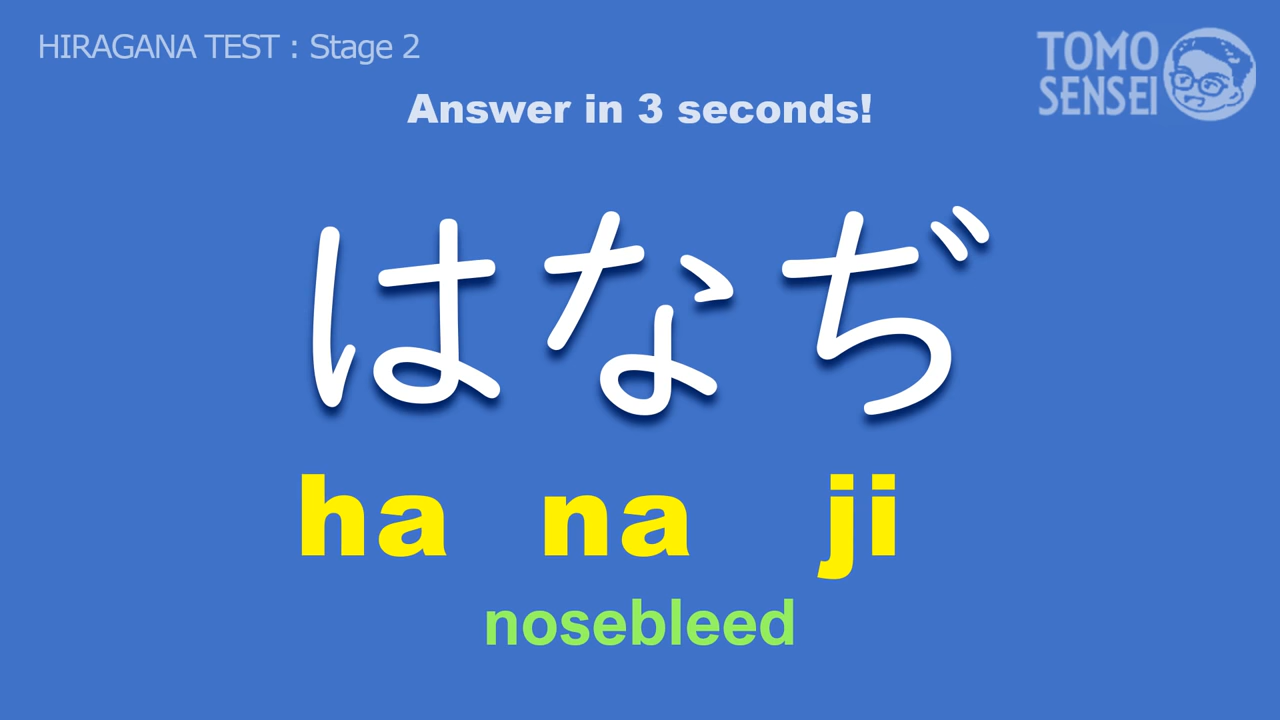 HIRAGANA TEST : Stage 2
TOMO
SENSEI
Answer in 3 seconds!
はなぢ
ha na ji
nosebleed